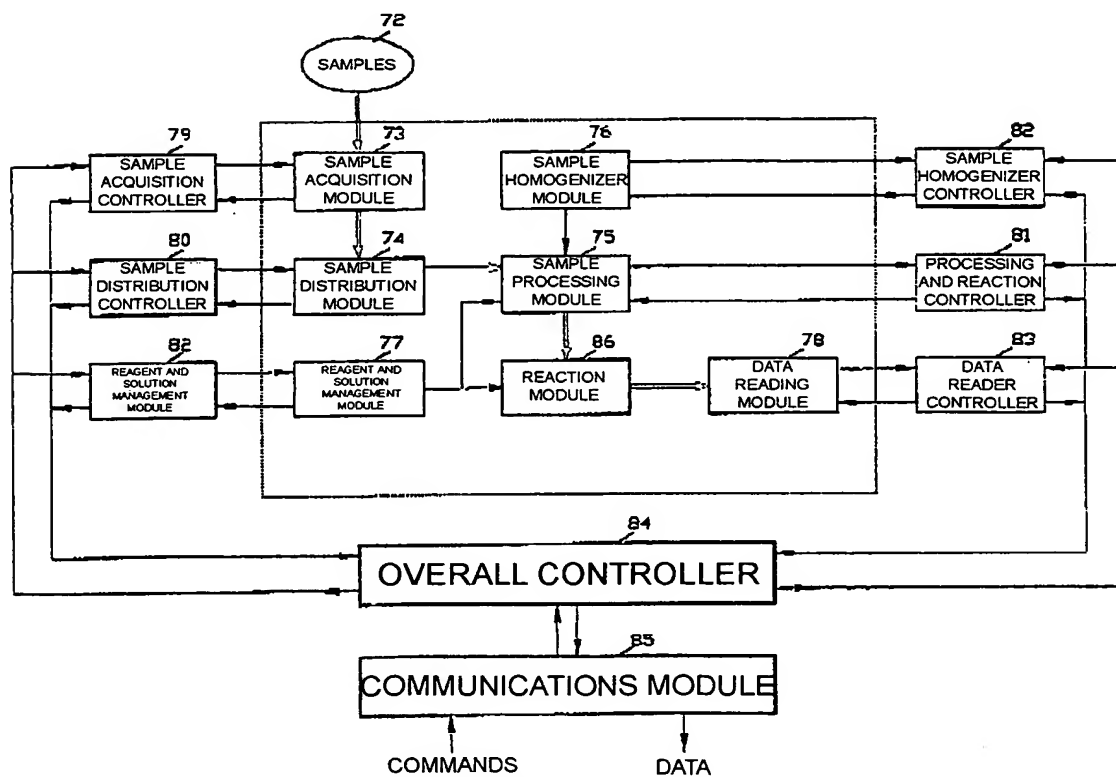 72
SAMPLES
79
SAMPLE
ACQUISITION
CONTROLLER
73
SAMPLE
ACQUISITION
MODULE
76
SAMPLE
HOMOGENIZER
MODULE
82
SAMPLE
HOMOGENIZER
CONTROLLER
80
SAMPLE
DISTRIBUTION
CONTROLLER
74
SAMPLE
DISTRIBUTION
MODULE
75
SAMPLE
PROCESSING
MODULE
81
PROCESSING
AND REACTION
CONTROLLER
82
REAGENT AND
SOLUTION
MANAGEMENT
MODULE
77
REAGENT AND
SOLUTION
MANAGEMENT
MODULE
86
REACTION
MODULE
78
DATA
READING
MODULE
83
DATA
READER
CONTROLLER
84
OVERALL CONTROLLER
85
COMMUNICATIONS MODULE
COMMANDS
DATA